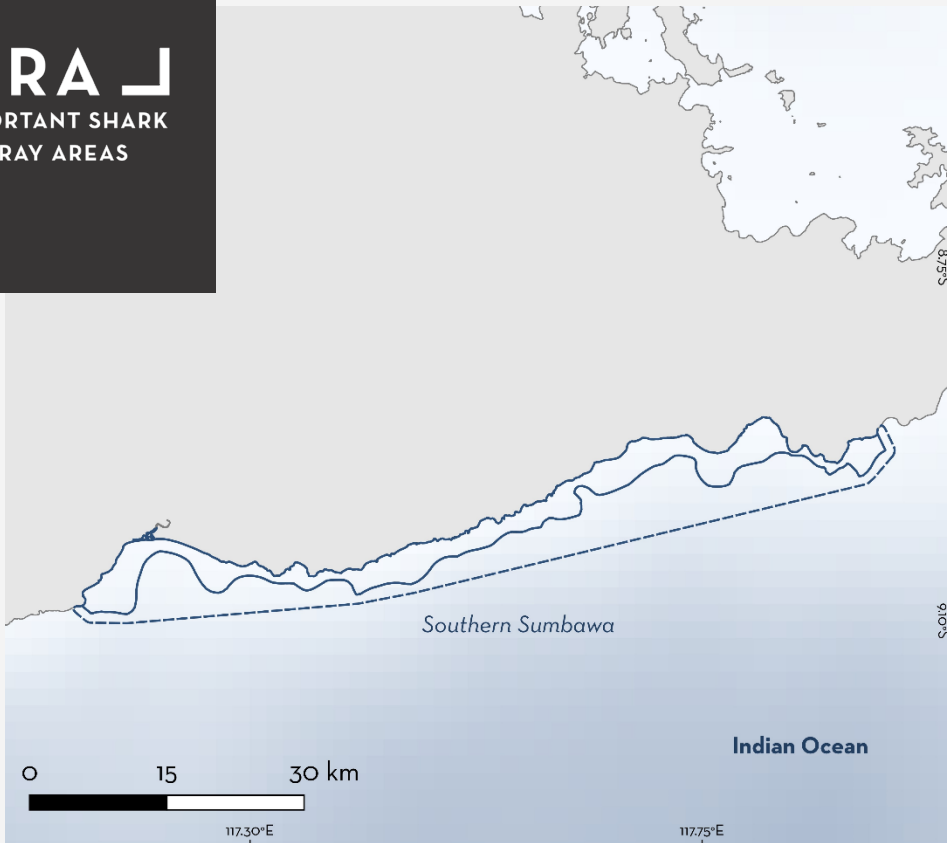 RA
ORTANT SHARK
RAY AREAS
8.75°S
9.10°S
Southern Sumbawa
Indian Ocean
0 15 30 km
117.30°E 117.75°E